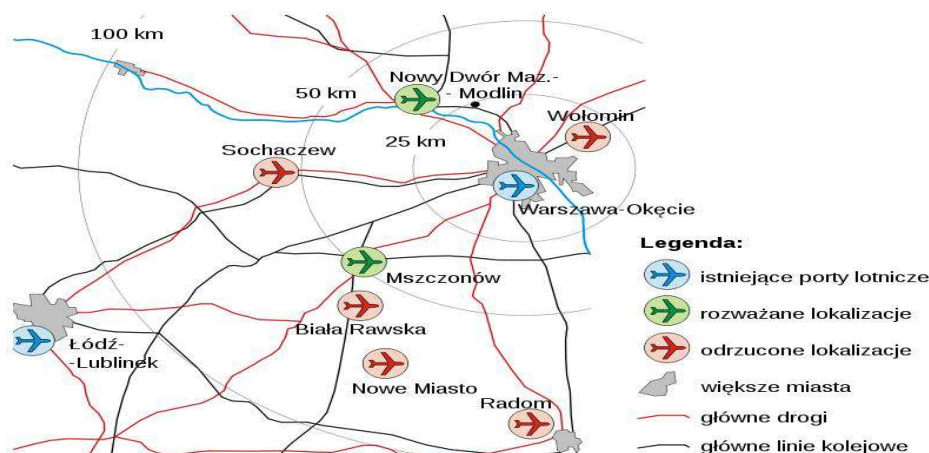 100 km
Nowy Dwór Maz.-
- Modlin
50 km
Wołomin
25 km
Sochaczew
Warszawa-Okęcie
Legenda:
istniejące porty lotnicze
Mszczonów
rozważane lokalizacje
Biała Rawska
Łódź-
-Lublinek
odrzucone lokalizacje
Nowe Miasto
większe miasta
Radom
główne drogi
główne linie kolejowe